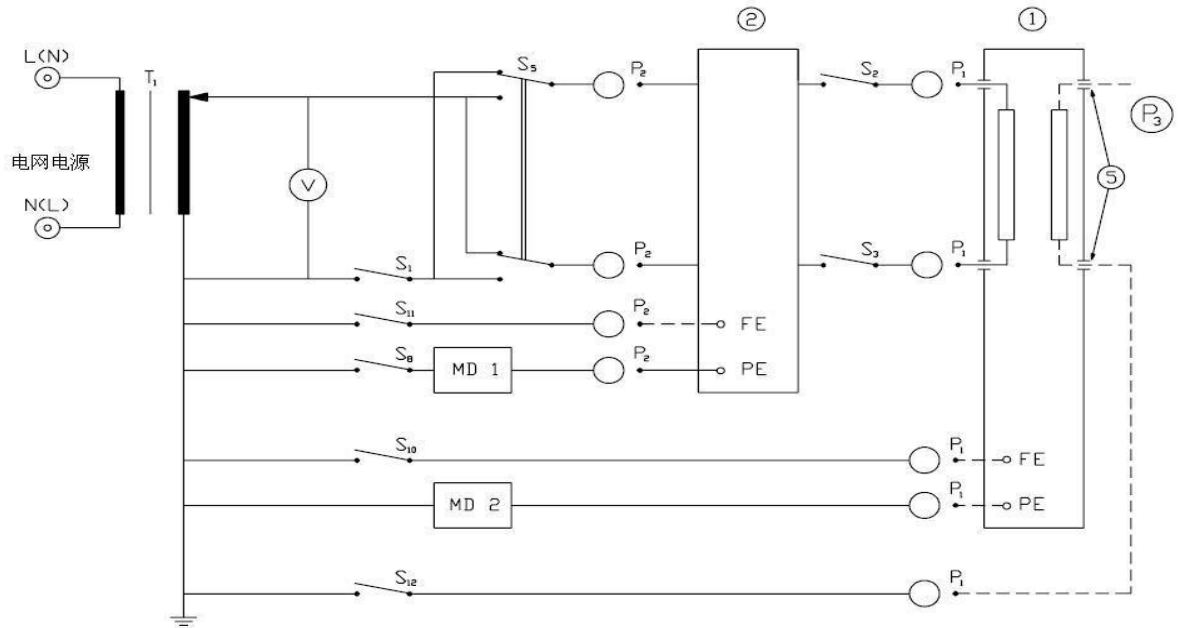 ② ①
L(N)
T₁
S₅ P₂ S₂ P₁
P₃
电网电源
V
⑤
N(L)
S₁ P₂ S₃ P₁
S₁₁ P₂ FE
S₈ MD 1 P₂ PE
S₁₀ P₁ FE
MD 2 P₁ PE
S₁₂ P₁